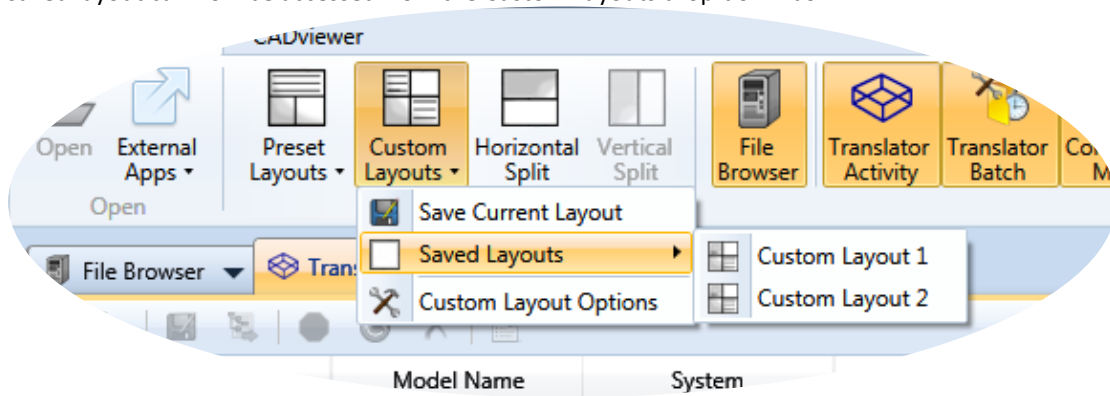 CADviewer
Open
External Apps
Preset Layouts
Custom Layouts
Horizontal Split
Vertical Split
File Browser
Translator Activity
Translator Batch
Open
Save Current Layout
Saved Layouts
Custom Layout 1
Custom Layout 2
Custom Layout Options
File Browser
Trans
Model Name
System